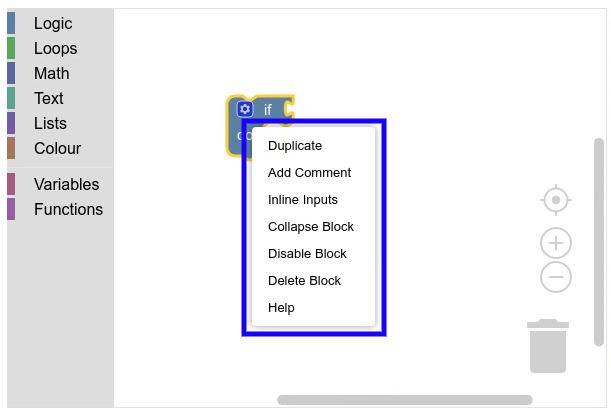 Logic
Loops
Math
Text
Lists
Colour
Variables
Functions
if
Duplicate
Add Comment
Inline Inputs
Collapse Block
Disable Block
Delete Block
Help